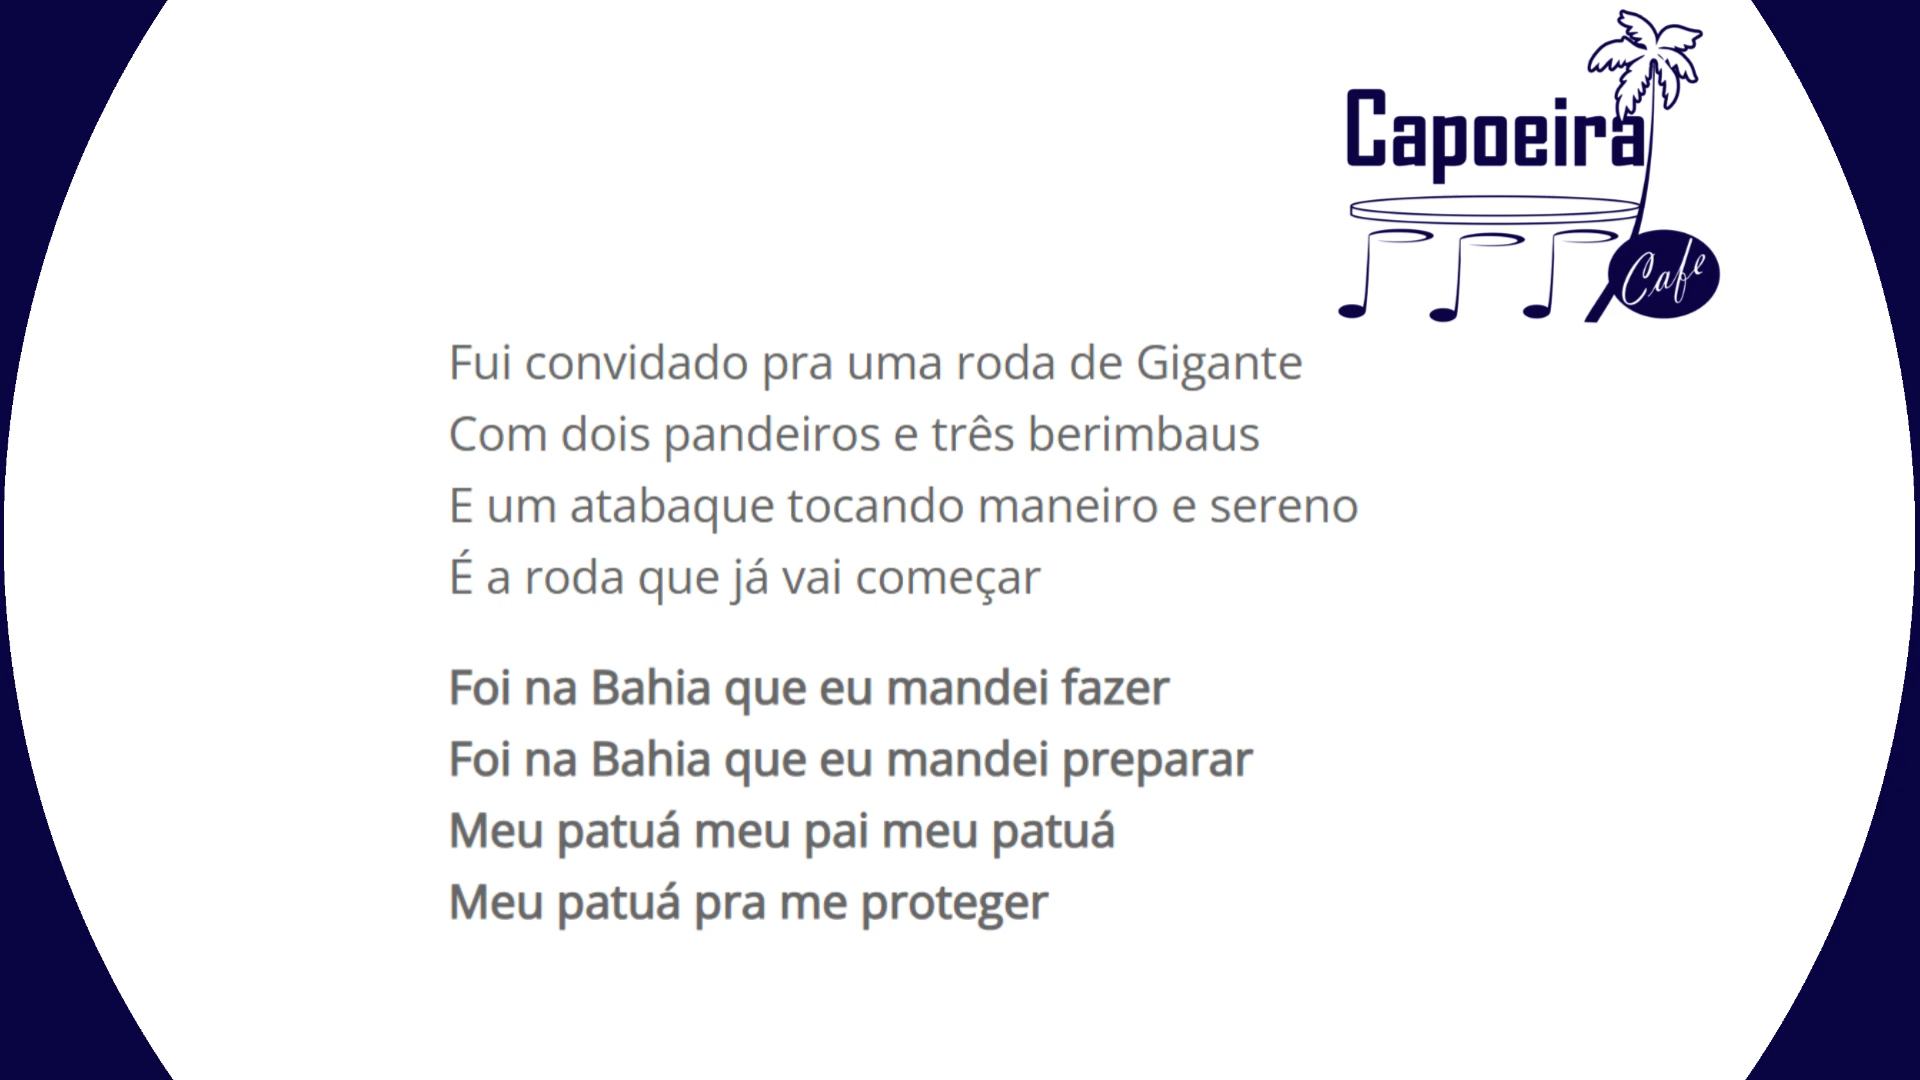 Capoeira
Cafe
Fui convidado pra uma roda de Gigante
Com dois pandeiros e três berimbaus
E um atabaque tocando maneiro e sereno
É a roda que já vai começar
Foi na Bahia que eu mandei fazer
Foi na Bahia que eu mandei preparar
Meu patuá meu pai meu patuá
Meu patuá pra me proteger